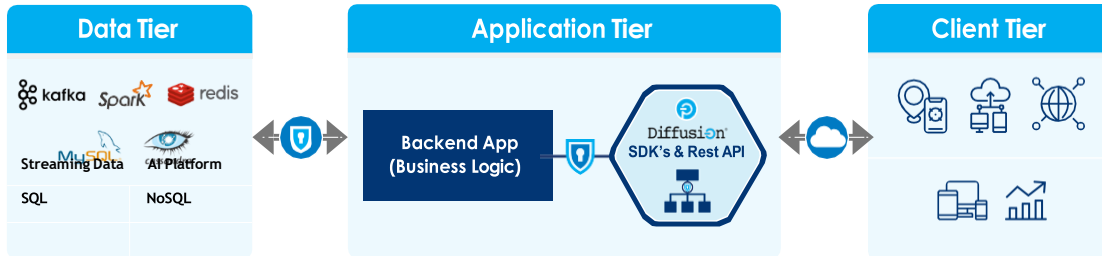 Data Tier
kafka
Spark
redis
MySQL
Streaming Data
AI Platform
SQL
NoSQL
Application Tier
Backend App
(Business Logic)
Diffusion
SDK's & Rest API
Client Tier